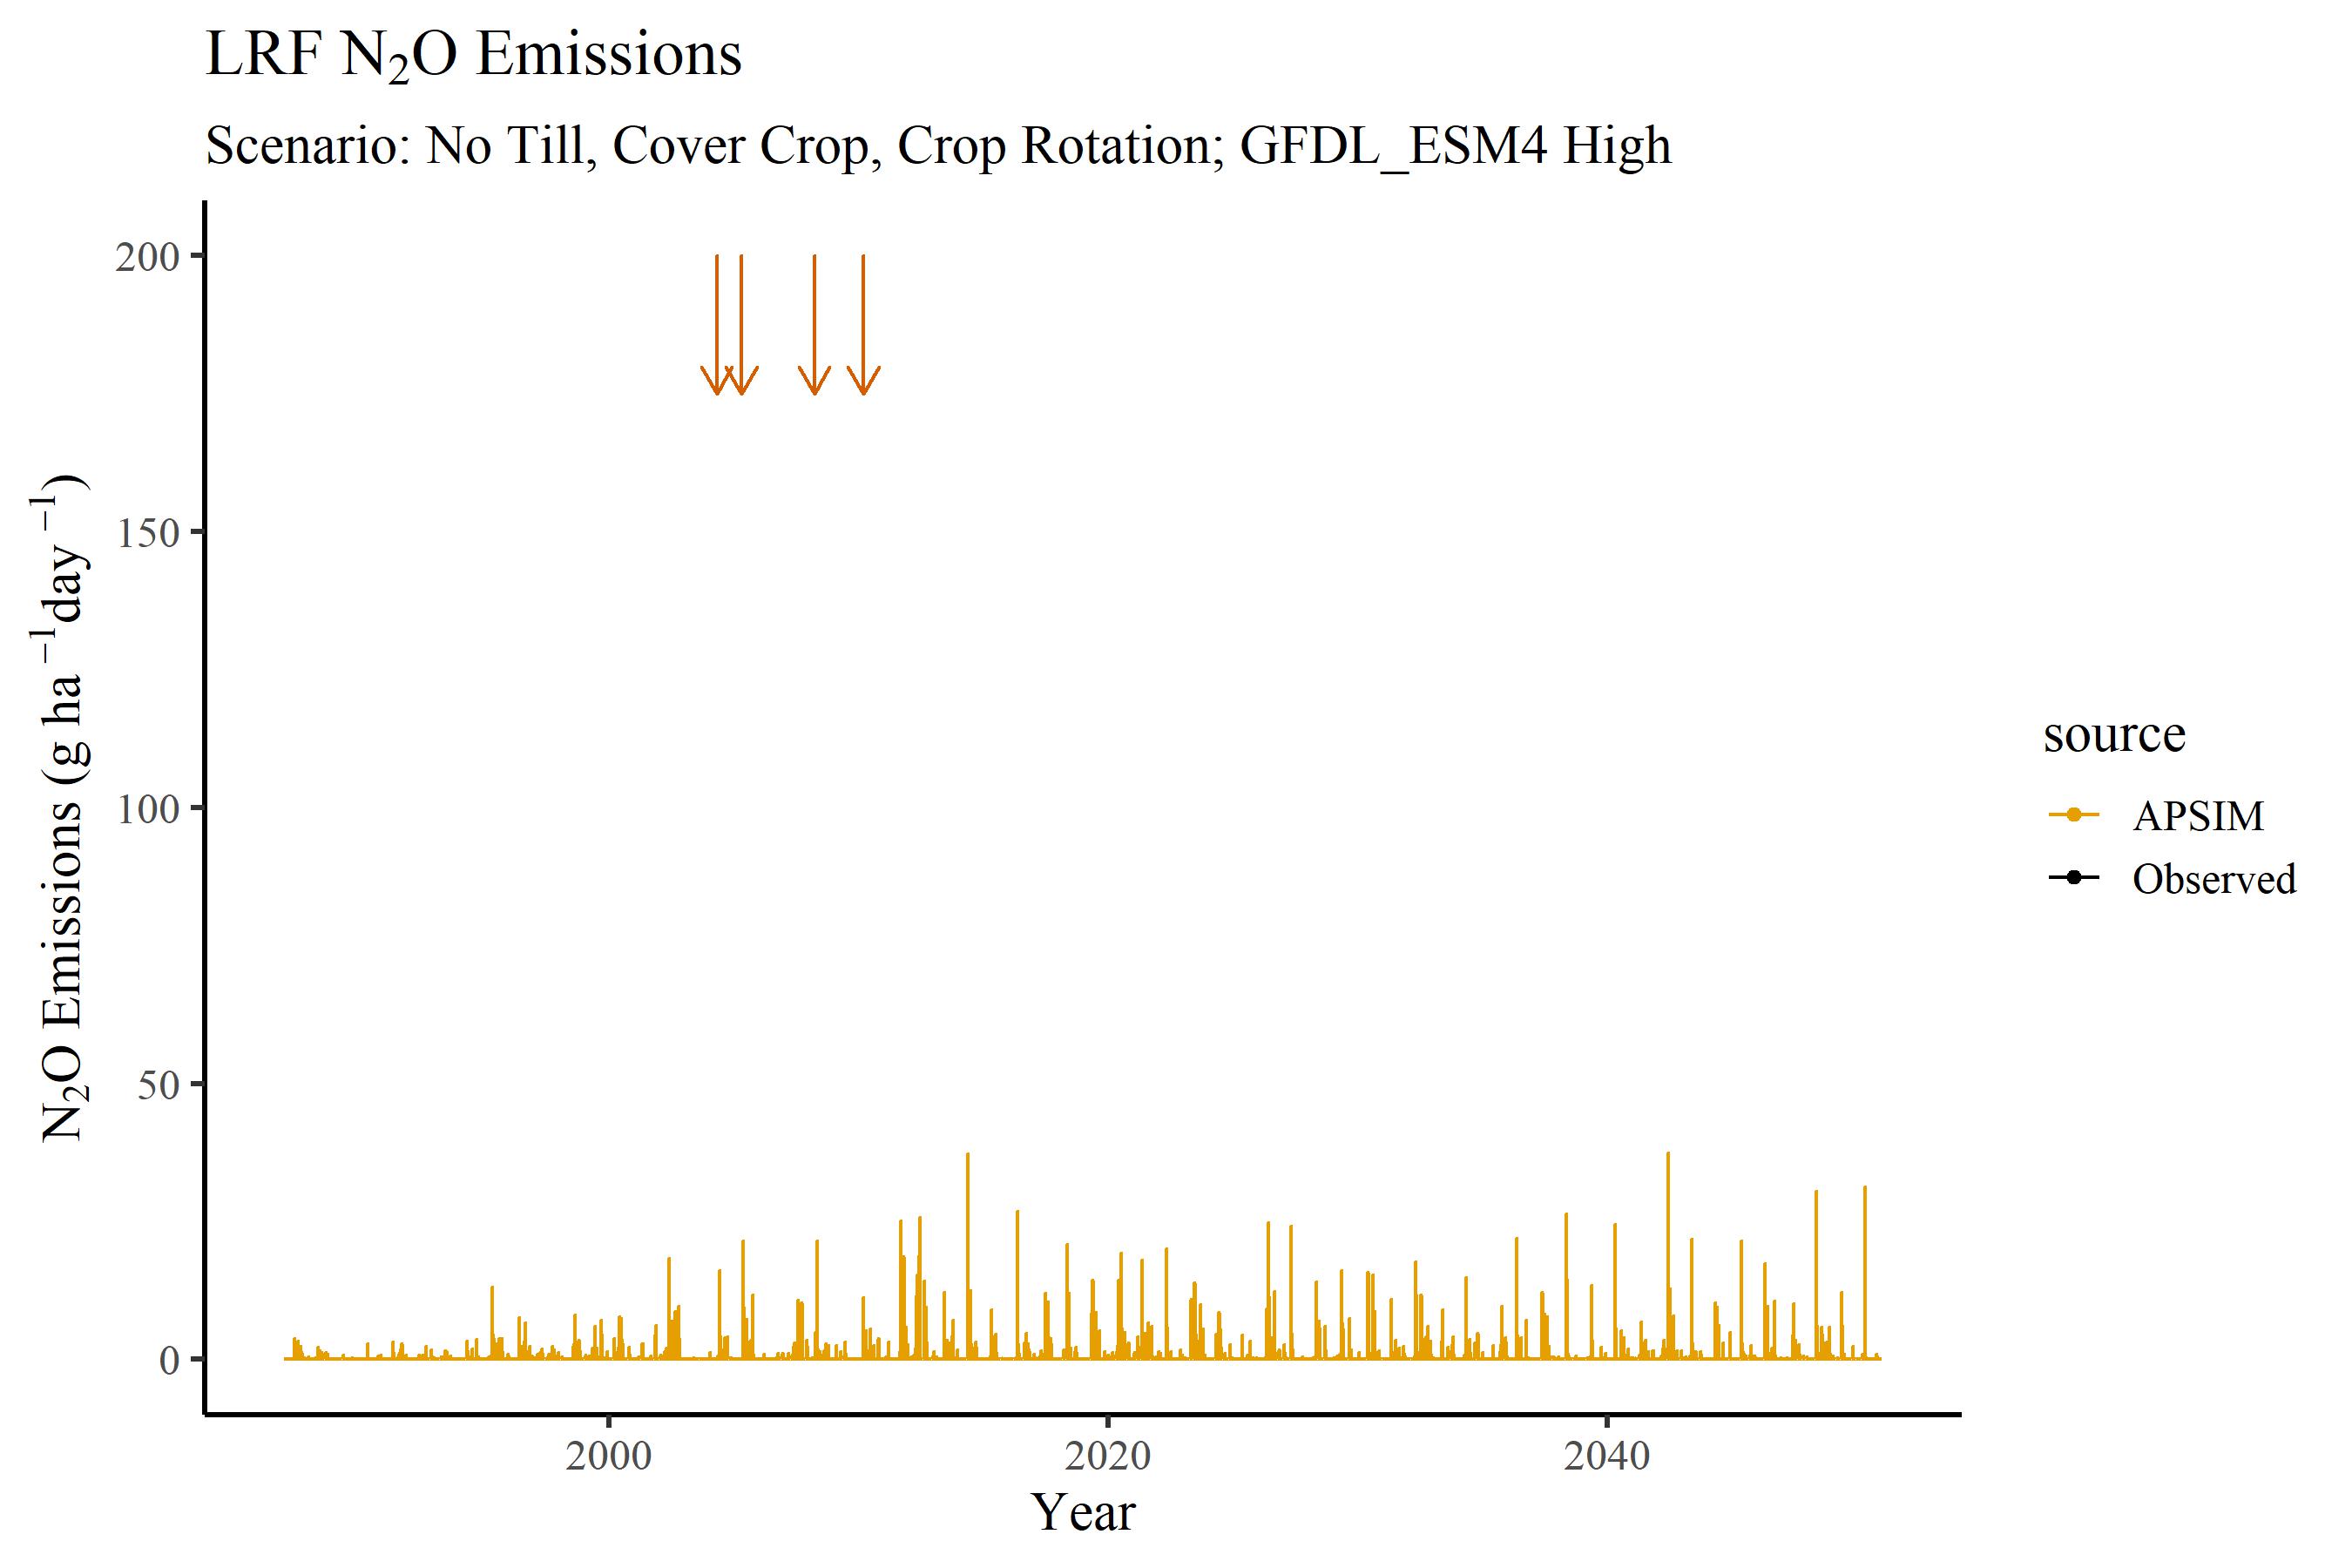 LRF N₂O Emissions
Scenario: No Till, Cover Crop, Crop Rotation; GFDL_ESM4 High
N₂O Emissions (g ha ⁻¹day ⁻¹)
200
150
100
50
0
2000 2020 2040
Year
source
APSIM
Observed